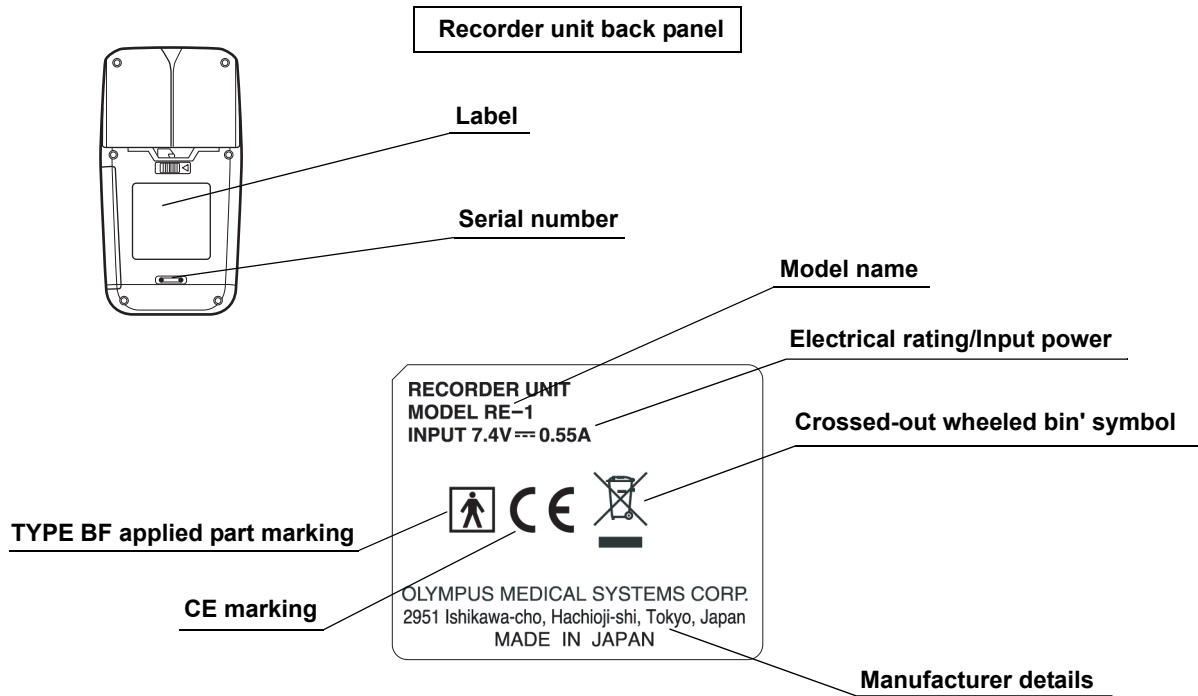 Recorder unit back panel
Label
Serial number
Model name
Electrical rating/Input power
RECORDER UNIT
MODEL RE-1
INPUT 7.4V⎓0.55A
Crossed-out wheeled bin' symbol
TYPE BF applied part marking
CE
CE marking
OLYMPUS MEDICAL SYSTEMS CORP.
2951 Ishikawa-cho, Hachioji-shi, Tokyo, Japan
MADE IN JAPAN
Manufacturer details